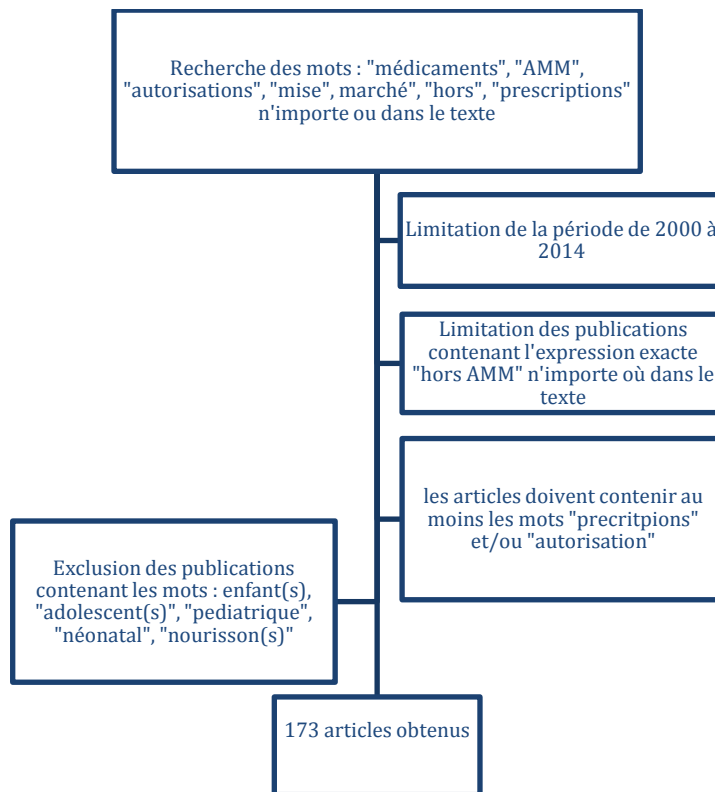 Recherche des mots : "médicaments", "AMM",
"autorisations", "mise", marché", "hors", "prescriptions"
n'importe ou dans le texte
Limitation de la période de 2000 à
2014
Limitation des publications
contenant l'expression exacte
"hors AMM" n'importe où dans le
texte
les articles doivent contenir au
moins les mots "precritpions"
et/ou "autorisation"
Exclusion des publications
contenant les mots : enfant(s),
"adolescent(s)", "pediatrique",
"néonatal", "nourisson(s)"
173 articles obtenus